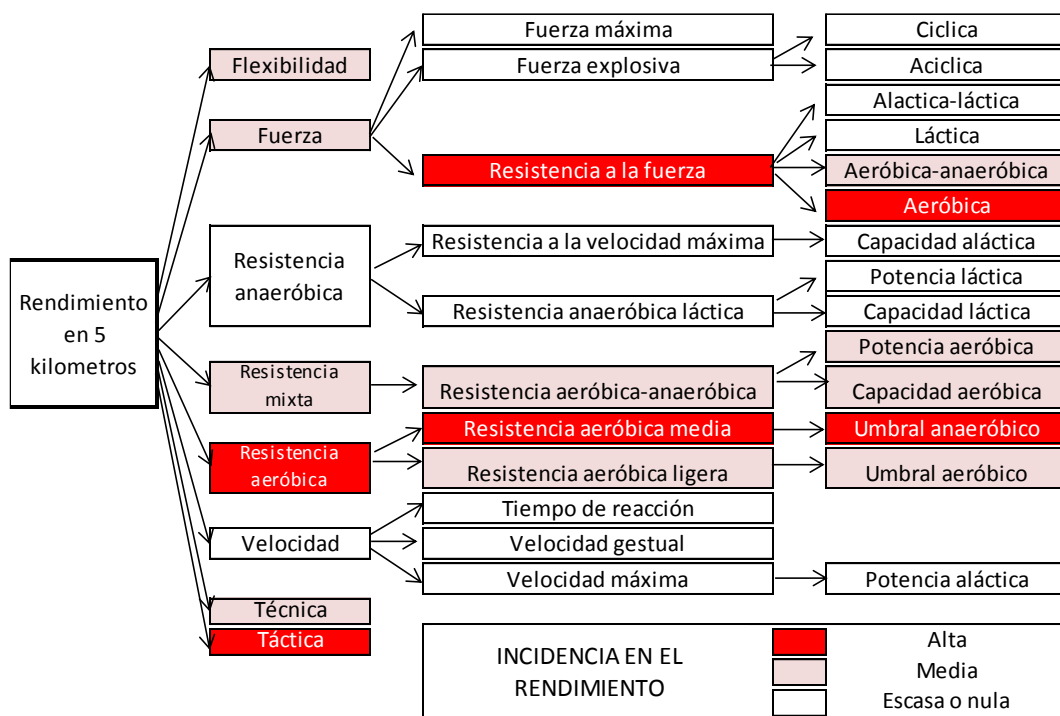 Rendimiento
en 5
kilometros
Flexibilidad
Fuerza
Resistencia
anaeróbica
Resistencia
mixta
Resistencia
aeróbica
Velocidad
Técnica
Táctica
Fuerza máxima
Fuerza explosiva
Resistencia a la fuerza
Resistencia a la velocidad máxima
Resistencia anaeróbica láctica
Resistencia aeróbica-anaeróbica
Resistencia aeróbica media
Resistencia aeróbica ligera
Tiempo de reacción
Velocidad gestual
Velocidad máxima
Ciclica
Aciclica
Alactica-láctica
Láctica
Aeróbica-anaeróbica
Aeróbica
Capacidad aláctica
Potencia láctica
Capacidad láctica
Potencia aeróbica
Capacidad aeróbica
Umbral anaeróbico
Umbral aeróbico
Potencia aláctica
INCIDENCIA EN EL
RENDIMIENTO
Alta
Media
Escasa o nula